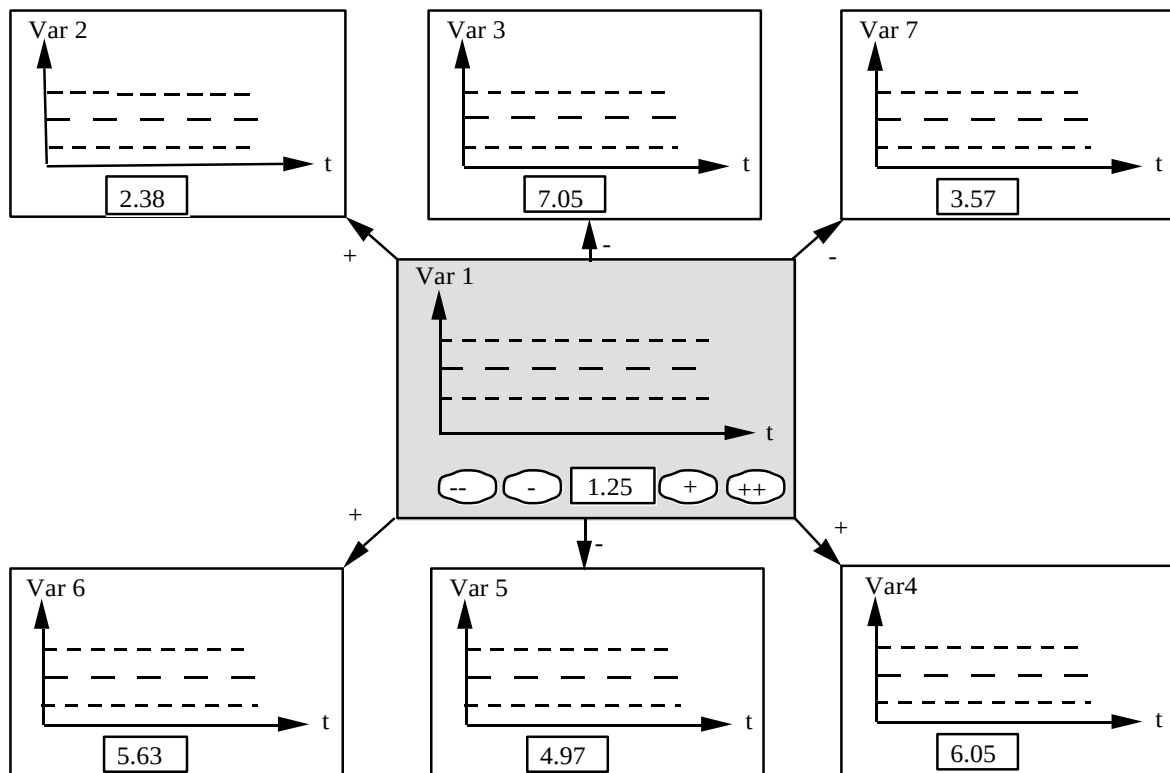 Var 2
t
2.38
Var 3
t
7.05
Var 7
t
3.57
+
-
-
Var 1
t
-- - 1.25 + ++
+
-
+
Var 6
t
5.63
Var 5
t
4.97
Var4
t
6.05